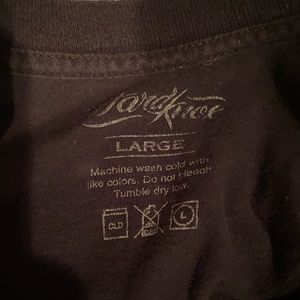 LARGE
Machine wash cold with
like colors. Do not bleach.
Tumble dry low.
CLD L